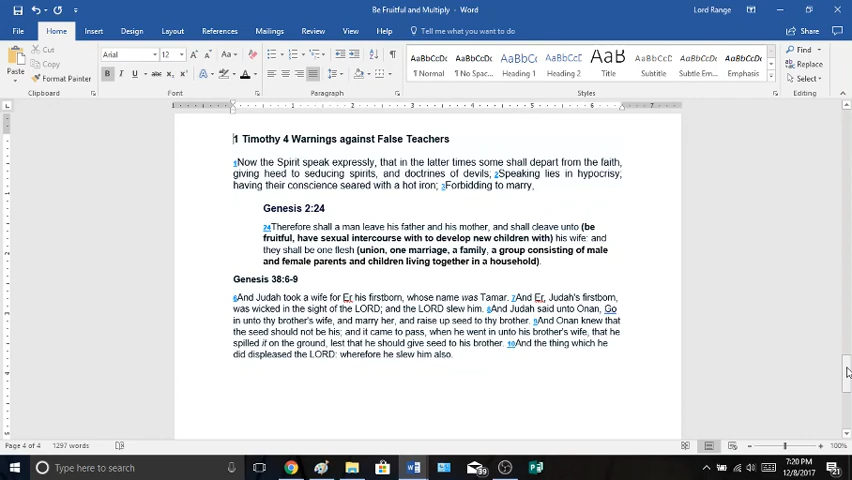 Be Fruitful and Multiply - Word
Lord Range
File Home Insert Draw Design Layout References Mailings Review View Help Tell me what you want to do Share
Paste Cut Copy Format Painter
Clipboard
Arial 12
Font
Paragraph
AaBbCcDc AaBbCcDc AaBbCc AaBbCcC AaB AaBbCcC AaBbCcDc AaBbCcDc
¶ Normal ¶ No Spac... Heading 1 Heading 2 Title Subtitle Subtle Em... Emphasis
Styles
Find
Replace
Select
Editing
1 Timothy 4 Warnings against False Teachers
1Now the Spirit speak expressly, that in the latter times some shall depart from the faith,
giving heed to seducing spirits, and doctrines of devils; 2Speaking lies in hypocrisy;
having their conscience seared with a hot iron; 3Forbidding to marry,
Genesis 2:24
24Therefore shall a man leave his father and his mother, and shall cleave unto (be
fruitful, have sexual intercourse with to develop new children with) his wife: and
they shall be one flesh (union, one marriage, a family, a group consisting of male
and female parents and children living together in a household).
Genesis 38:6-9
6And Judah took a wife for Er his firstborn, whose name was Tamar. 7And Er, Judah's firstborn,
was wicked in the sight of the LORD; and the LORD slew him. 8And Judah said unto Onan, Go
in unto thy brother's wife, and marry her, and raise up seed to thy brother. 9And Onan knew that
the seed should not be his; and it came to pass, when he went in unto his brother's wife, that he
spilled it on the ground, lest that he should give seed to his brother. 10And the thing which he
did displeased the LORD: wherefore he slew him also.
Page 4 of 4 1297 words
100%
Type here to search
39
7:20 PM
12/8/2017
21